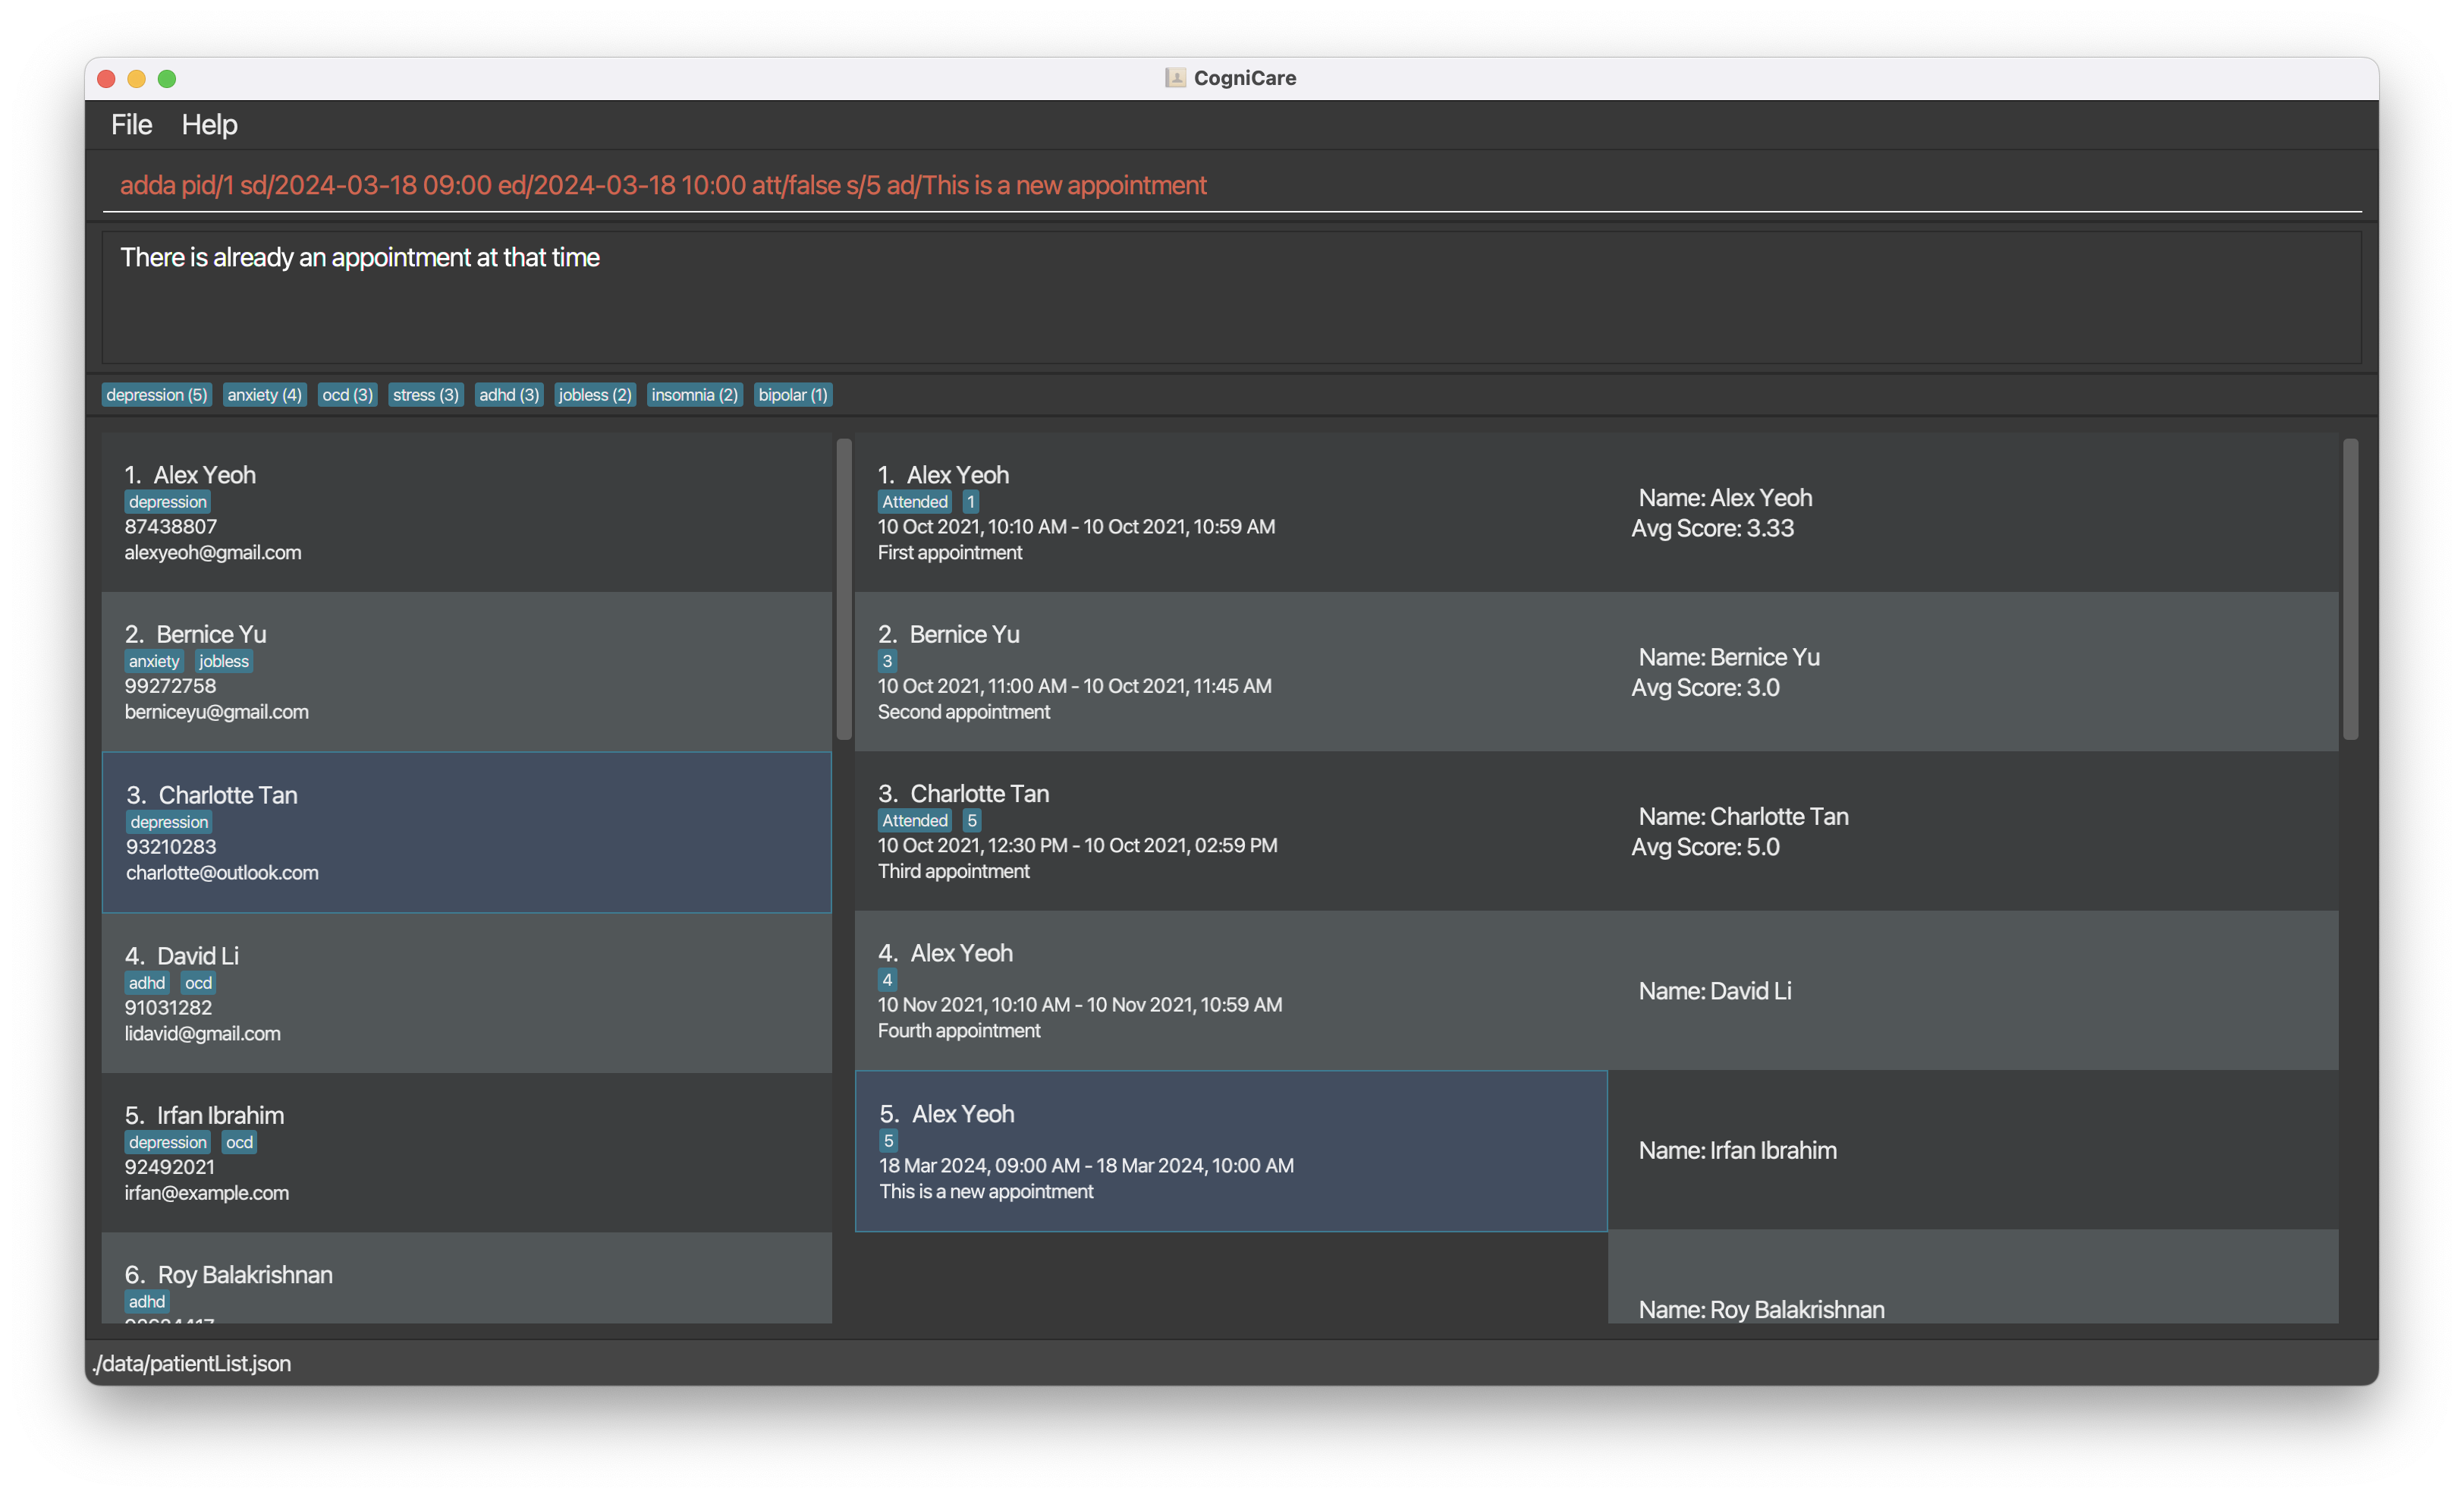 CogniCare
File Help
adda pid/1 sd/2024-03-18 09:00 ed/2024-03-18 10:00 att/false s/5 ad/This is a new appointment
There is already an appointment at that time
depression (5) anxiety (4) ocd (3) stress (3) adhd (3) jobless (2) insomnia (2) bipolar (1)
1. Alex Yeoh
depression
87438807
alexyeoh@gmail.com
2. Bernice Yu
anxiety jobless
99272758
berniceyu@gmail.com
3. Charlotte Tan
depression
93210283
charlotte@outlook.com
4. David Li
adhd ocd
91031282
lidavid@gmail.com
5. Irfan Ibrahim
depression ocd
92492021
irfan@example.com
6. Roy Balakrishnan
adhd
1. Alex Yeoh
Attended 1
10 Oct 2021, 10:10 AM - 10 Oct 2021, 10:59 AM
First appointment
2. Bernice Yu
3
10 Oct 2021, 11:00 AM - 10 Oct 2021, 11:45 AM
Second appointment
3. Charlotte Tan
Attended 5
10 Oct 2021, 12:30 PM - 10 Oct 2021, 02:59 PM
Third appointment
4. Alex Yeoh
4
10 Nov 2021, 10:10 AM - 10 Nov 2021, 10:59 AM
Fourth appointment
5. Alex Yeoh
5
18 Mar 2024, 09:00 AM - 18 Mar 2024, 10:00 AM
This is a new appointment
Name: Alex Yeoh
Avg Score: 3.33
Name: Bernice Yu
Avg Score: 3.0
Name: Charlotte Tan
Avg Score: 5.0
Name: David Li
Name: Irfan Ibrahim
Name: Roy Balakrishnan
./data/patientList.json